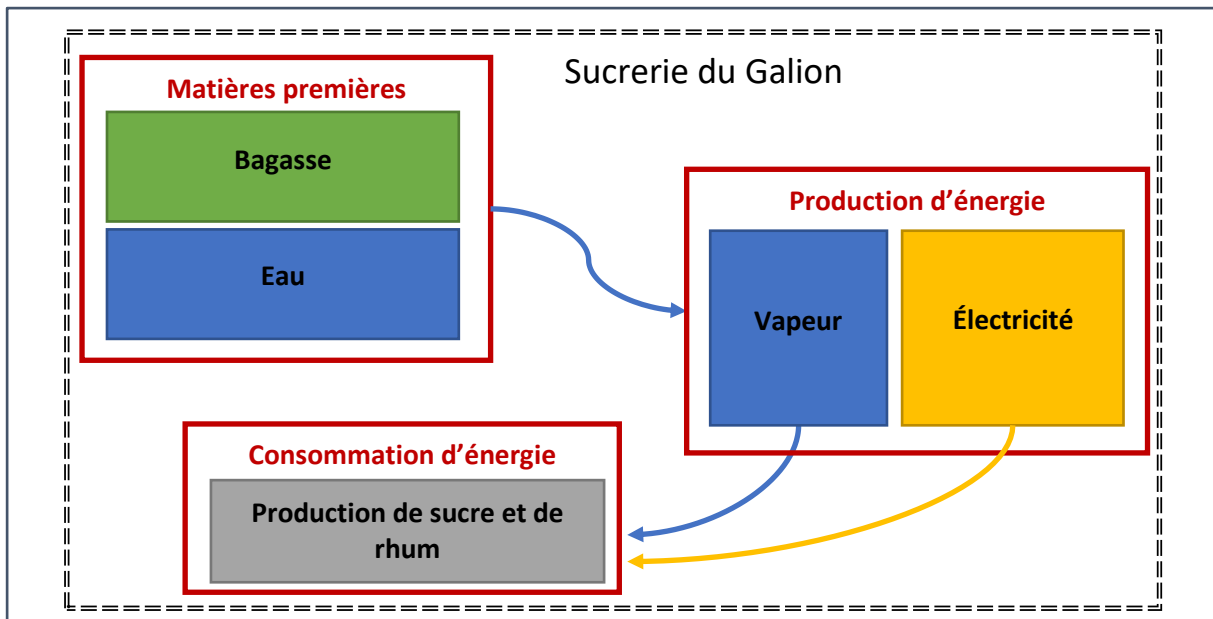 Sucrerie du Galion
Matières premières
Bagasse
Eau
Production d’énergie
Vapeur
Électricité
Consommation d’énergie
Production de sucre et de
rhum